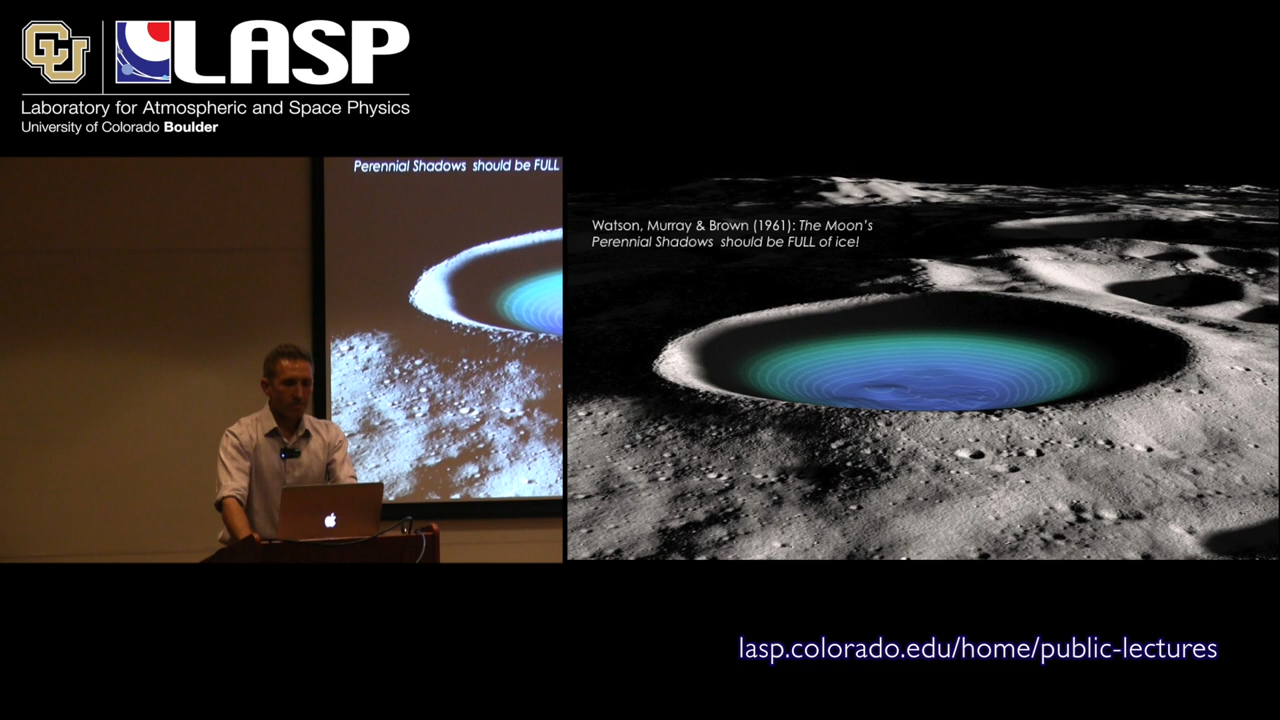 CU
LASP
Laboratory for Atmospheric and Space Physics
University of Colorado Boulder
Perennial Shadows should be FULL
Watson, Murray & Brown (1961): The Moon's
Perennial Shadows should be FULL of ice!
lasp.colorado.edu/home/public-lectures